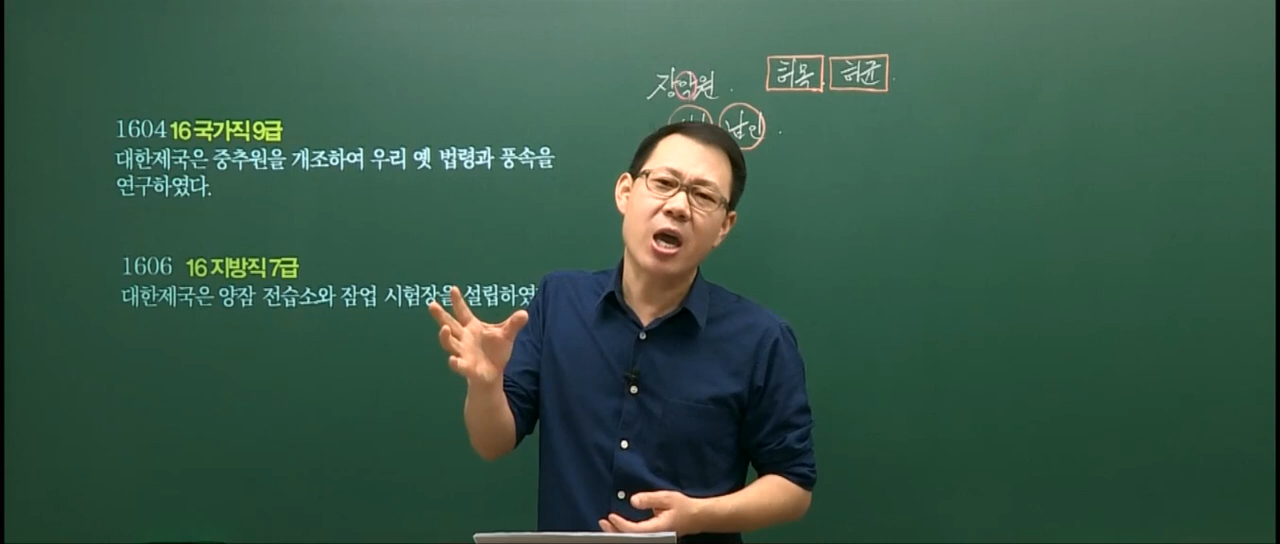 장악원. 허목, 허균.
남인.
1604 16 국가직 9급
대한제국은 중추원을 개조하여 우리 옛 법령과 풍속을
연구하였다.
1606 16 지방직 7급
대한제국은 양잠 전습소와 잠업 시험장을 설립하였